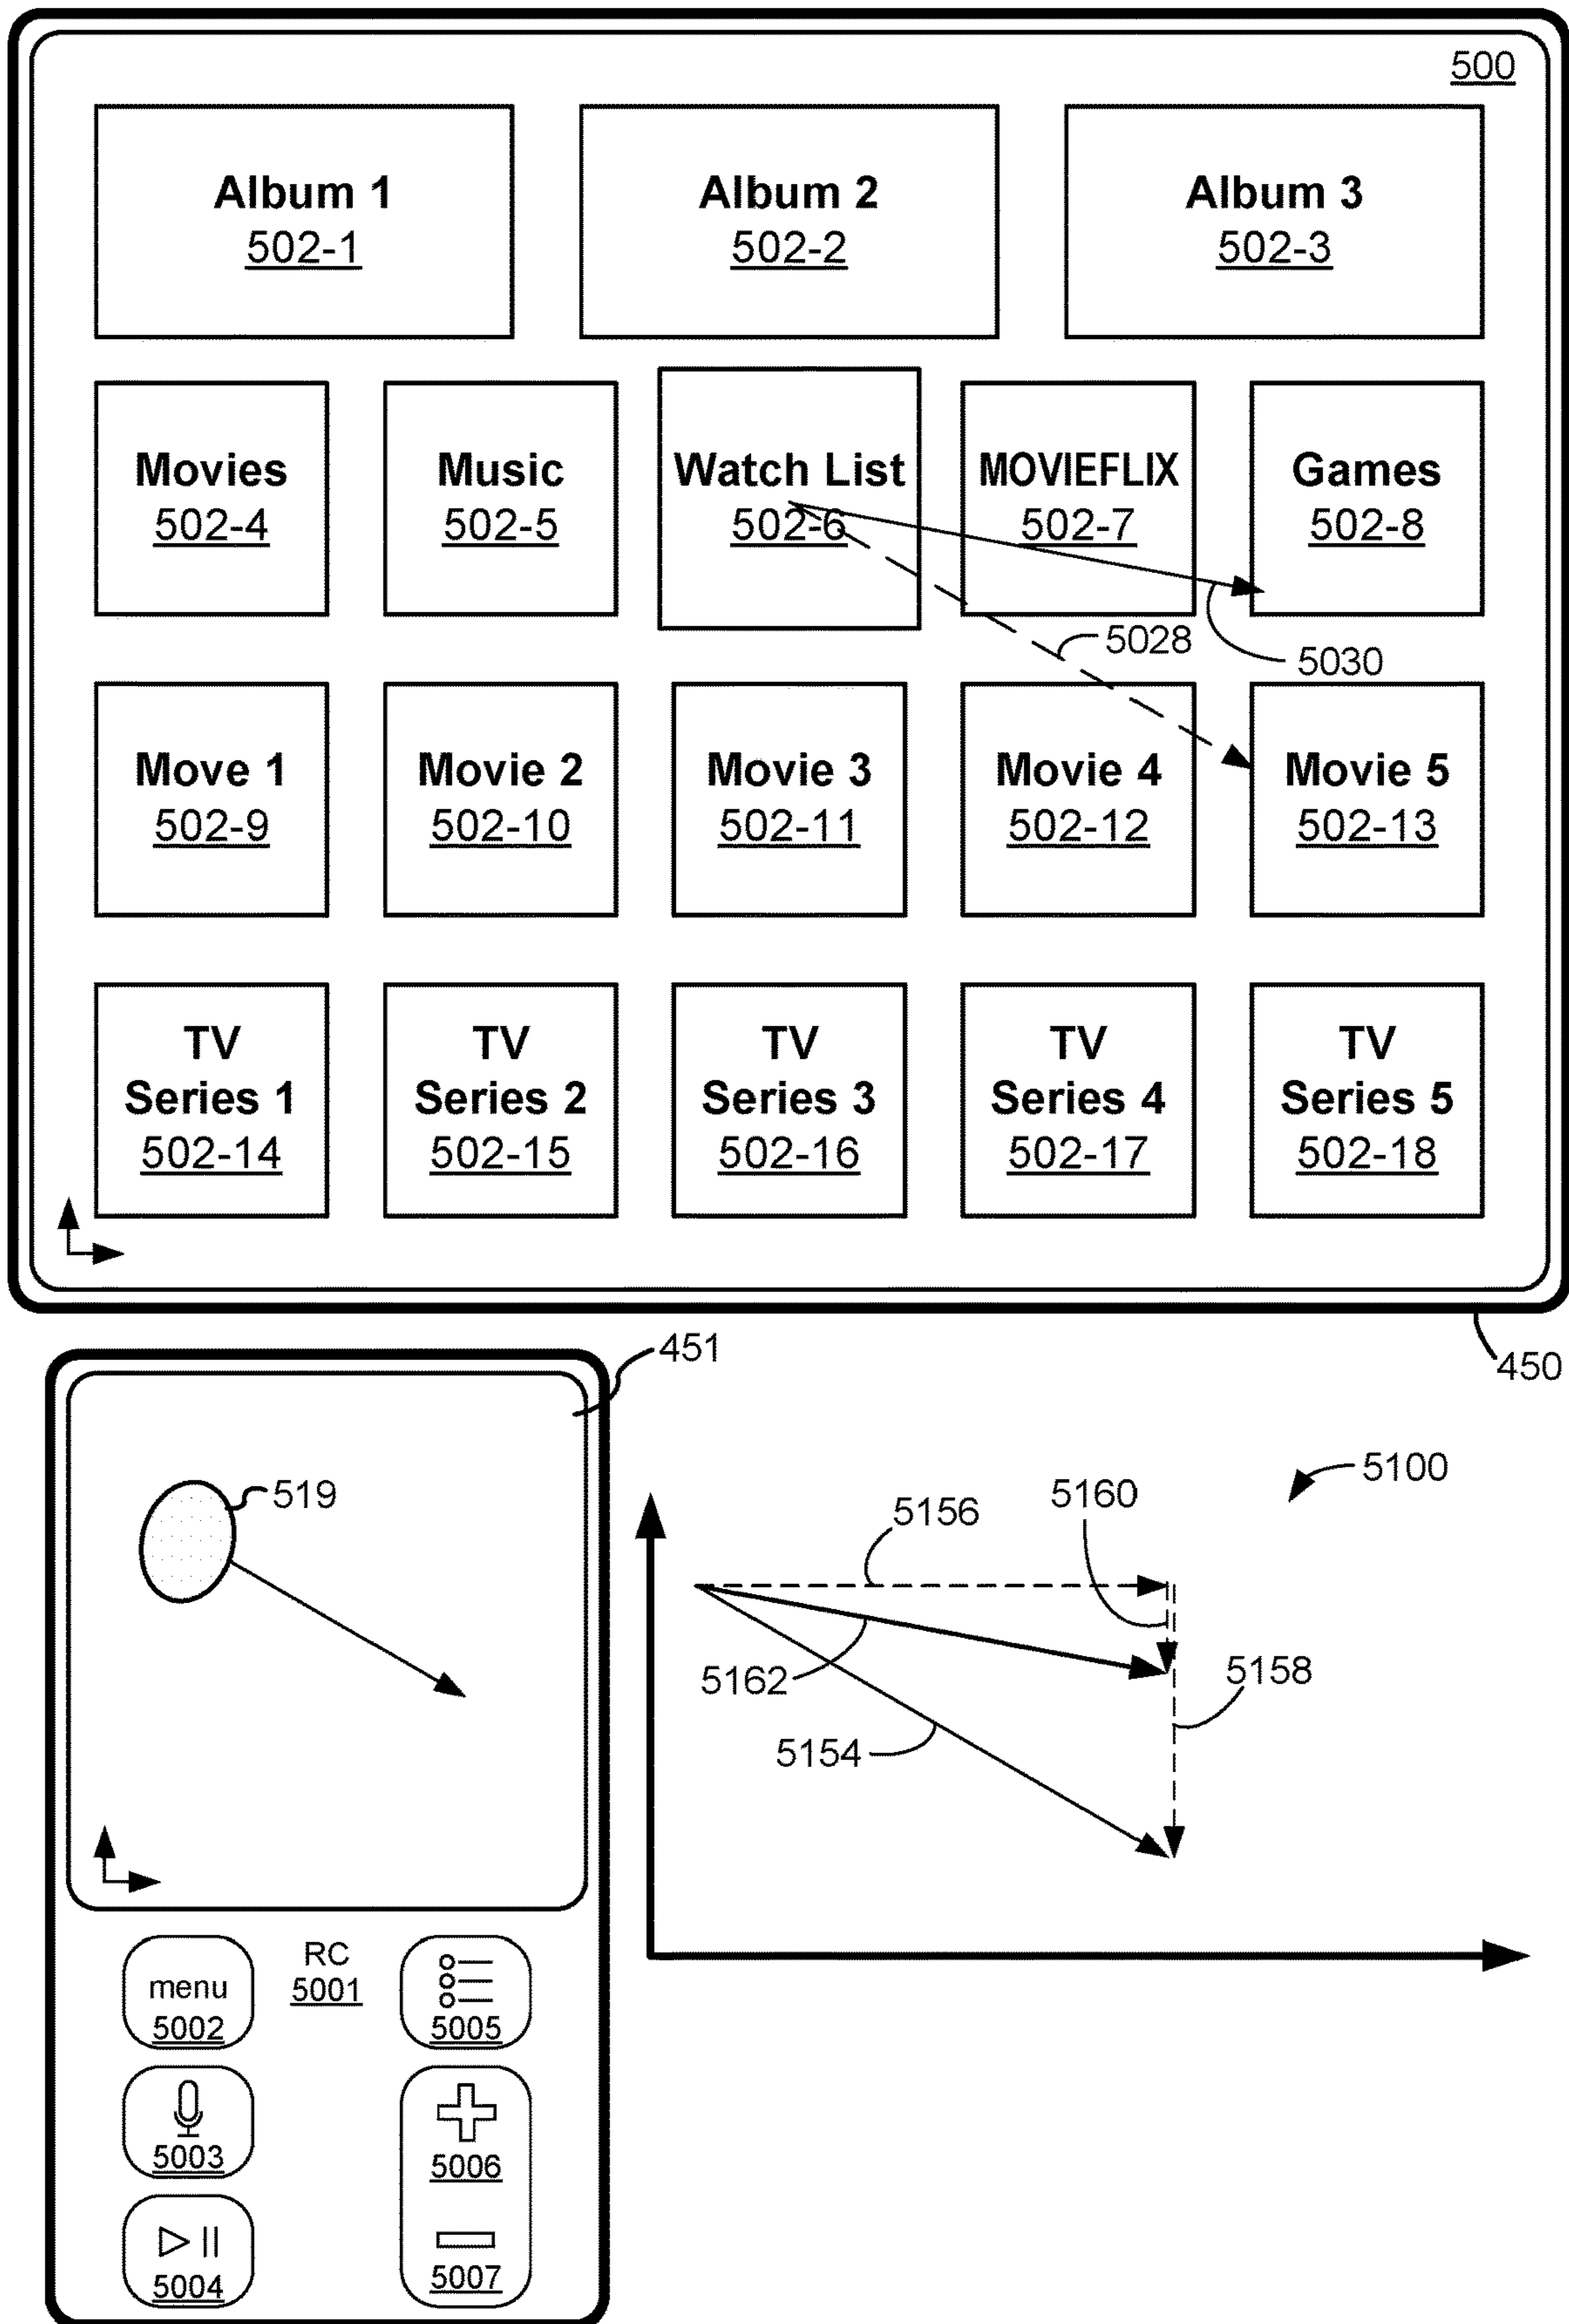 500
Album 1 Album 2 Album 3
502-1 502-2 502-3
Movies Music Watch List MOVIEFLIX Games
502-4 502-5 502-6 502-7 502-8
5028 5030
Move 1 Movie 2 Movie 3 Movie 4 Movie 5
502-9 502-10 502-11 502-12 502-13
TV TV TV TV TV
Series 1 Series 2 Series 3 Series 4 Series 5
502-14 502-15 502-16 502-17 502-18
451 450
519 5156 5160 5100
5162 5158
5154
RC
menu 5001
5002 5005
5003 5006
5004 5007